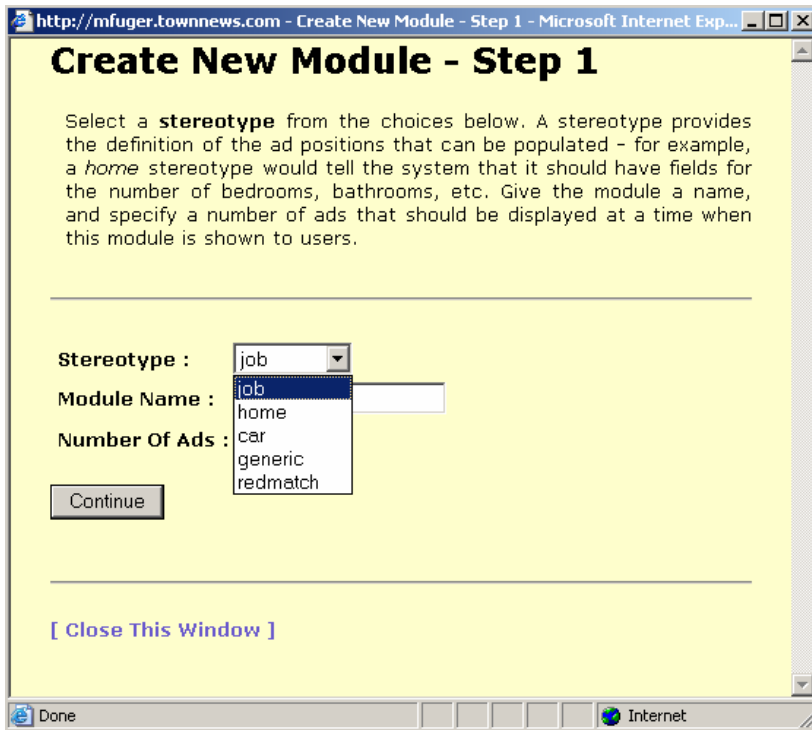 http://mfuger.townnews.com - Create New Module - Step 1 - Microsoft Internet Exp...
Create New Module - Step 1
Select a stereotype from the choices below. A stereotype provides
the definition of the ad positions that can be populated - for example,
a home stereotype would tell the system that it should have fields for
the number of bedrooms, bathrooms, etc. Give the module a name,
and specify a number of ads that should be displayed at a time when
this module is shown to users.
Stereotype : job
job
Module Name :
home
Number Of Ads : car
generic
redmatch
Continue
[ Close This Window ]
Done Internet